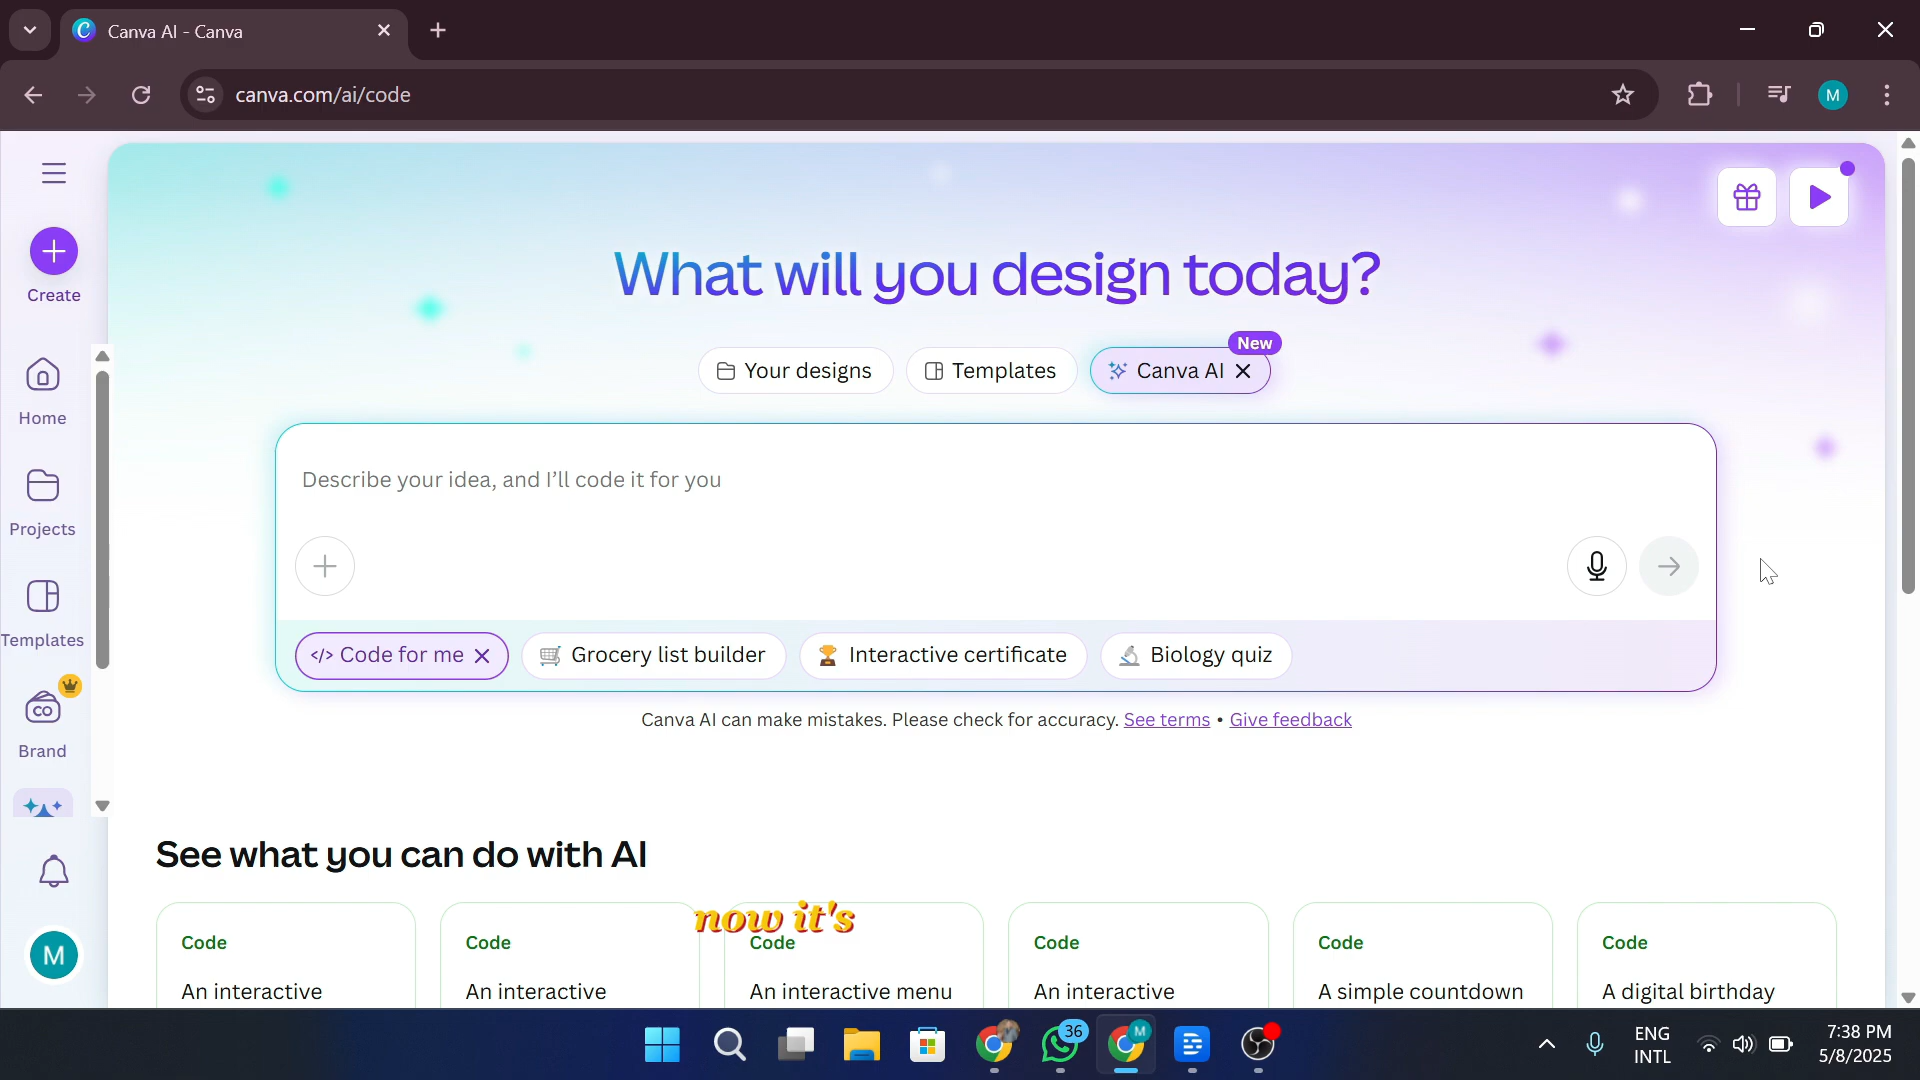 Canva AI - Canva
canva.com/ai/code
M
Create
Home
Projects
Templates
CO
Brand
M
What will you design today?
Your designs
Templates
Canva AI
New
Describe your idea, and I'll code it for you
</> Code for me
Grocery list builder
Interactive certificate
Biology quiz
Canva AI can make mistakes. Please check for accuracy. See terms • Give feedback
See what you can do with AI
now it's
Code
An interactive
Code
An interactive
Code
An interactive menu
Code
An interactive
Code
A simple countdown
Code
A digital birthday
36
M
ENG
INTL
7:38 PM
5/8/2025